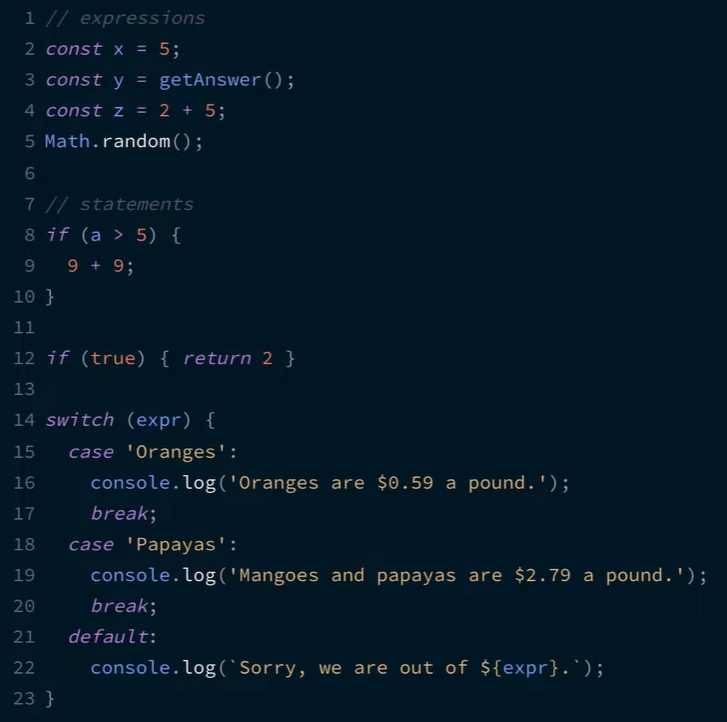 1 // expressions
2 const x = 5;
3 const y = getAnswer();
4 const z = 2 + 5;
5 Math.random();
6
7 // statements
8 if (a > 5) {
9   9 + 9;
10 }
11
12 if (true) { return 2 }
13
14 switch (expr) {
15   case 'Oranges':
16     console.log('Oranges are $0.59 a pound.');
17     break;
18   case 'Papayas':
19     console.log('Mangoes and papayas are $2.79 a pound.');
20     break;
21   default:
22     console.log(`Sorry, we are out of ${expr}.`);
23 }